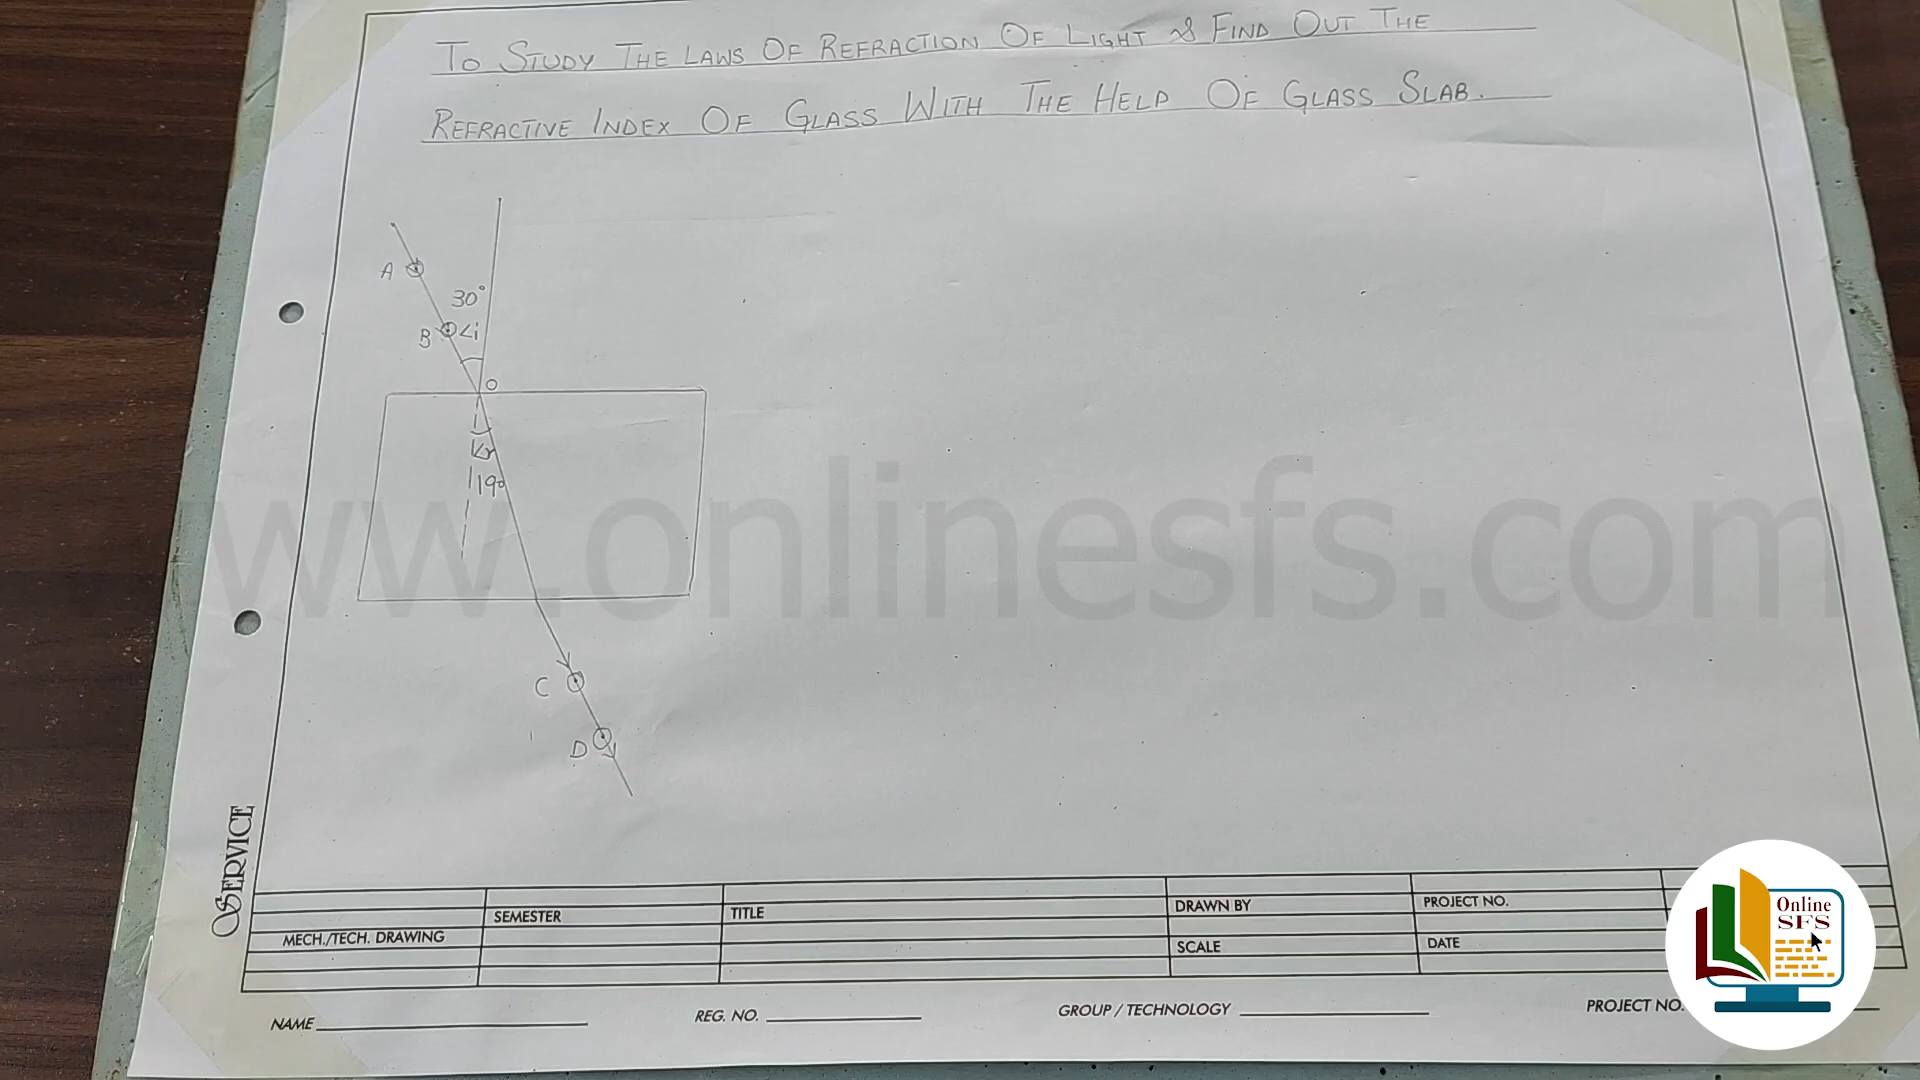 TO STUDY THE LAWS OF REFRACTION OF LIGHT & FIND OUT THE
REFRACTIVE INDEX OF GLASS WITH THE HELP OF GLASS SLAB.
A
30°
B ∠i
O
∠r
19°
www.onlinesfs.com
C
D
SERVICE
MECH./TECH. DRAWING
SEMESTER
TITLE
DRAWN BY
PROJECT NO.
SCALE
DATE
Online
SFS
NAME
REG. NO.
GROUP / TECHNOLOGY
PROJECT NO.